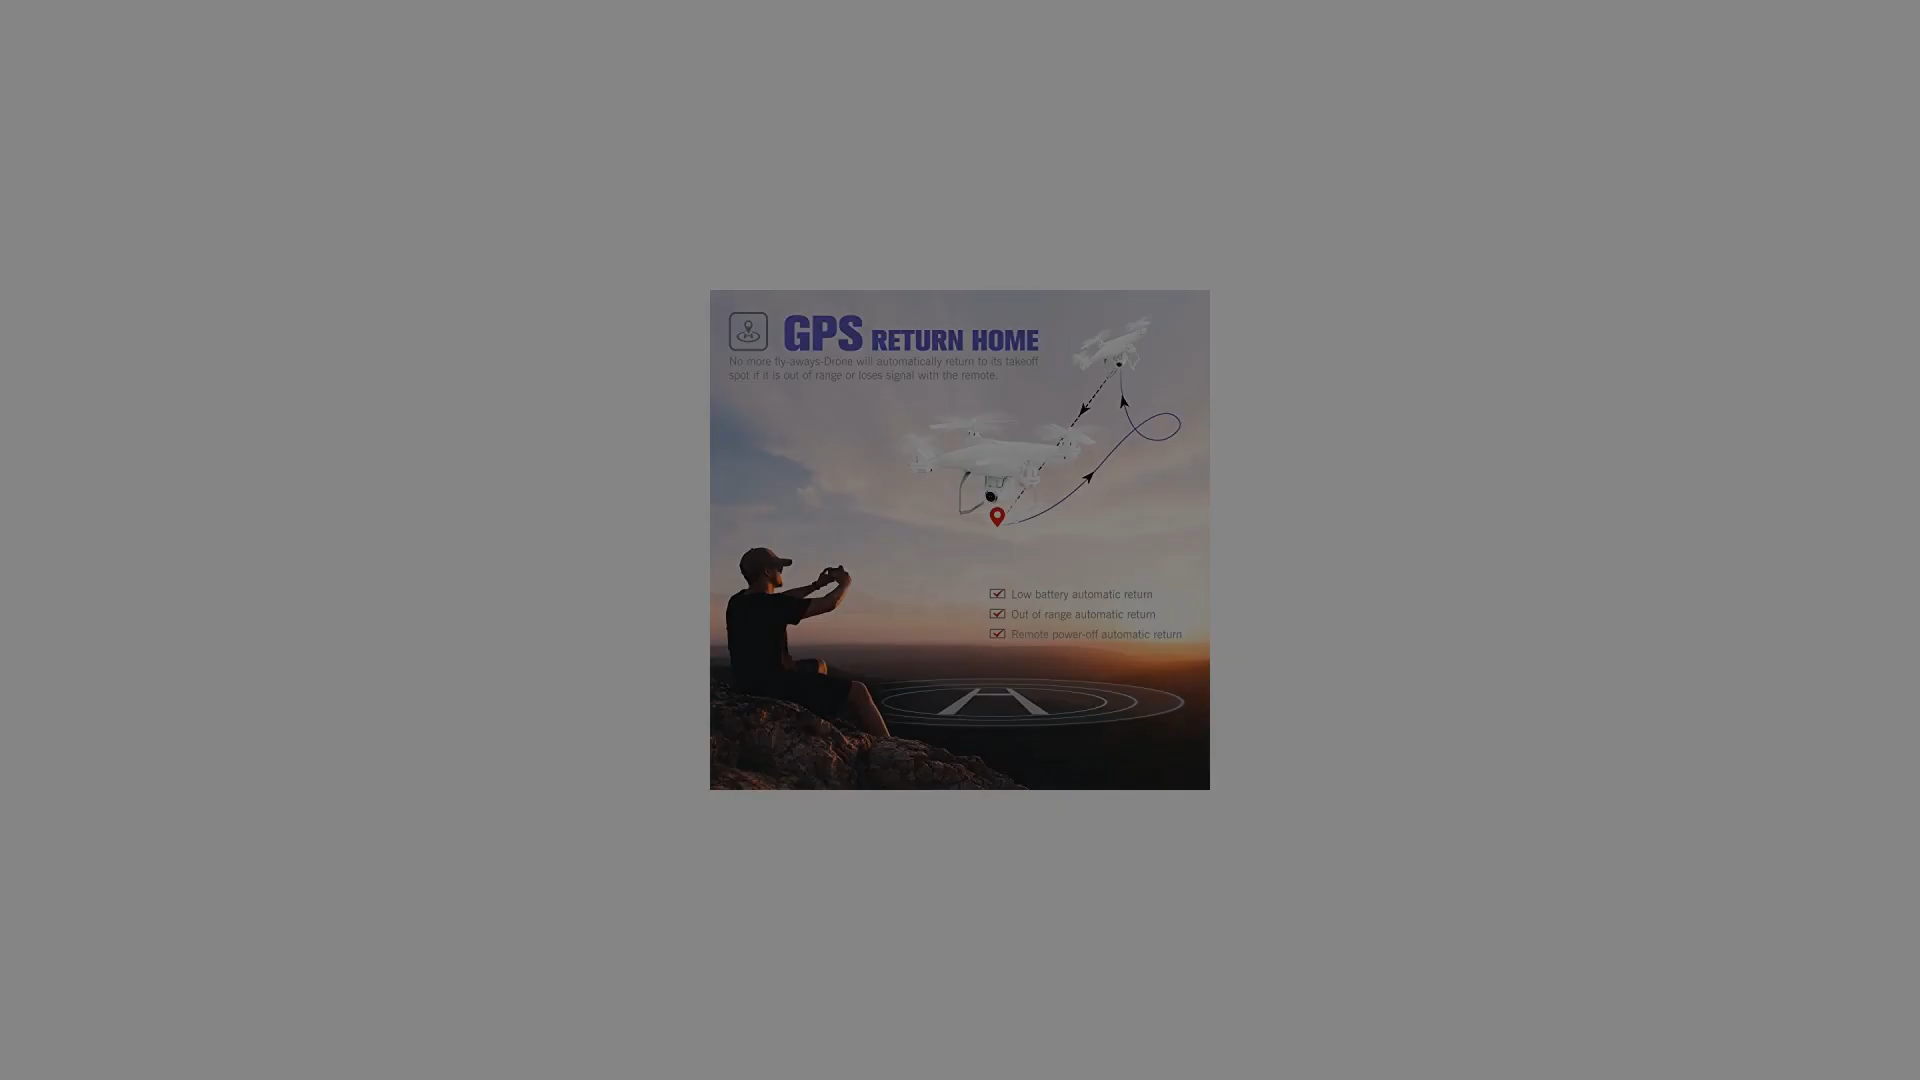 GPS RETURN HOME
No more fly-aways-Drone will automatically return to its takeoff
spot if it is out of range or loses signal with the remote.
Low battery automatic return
Out of range automatic return
Remote power-off automatic return
H